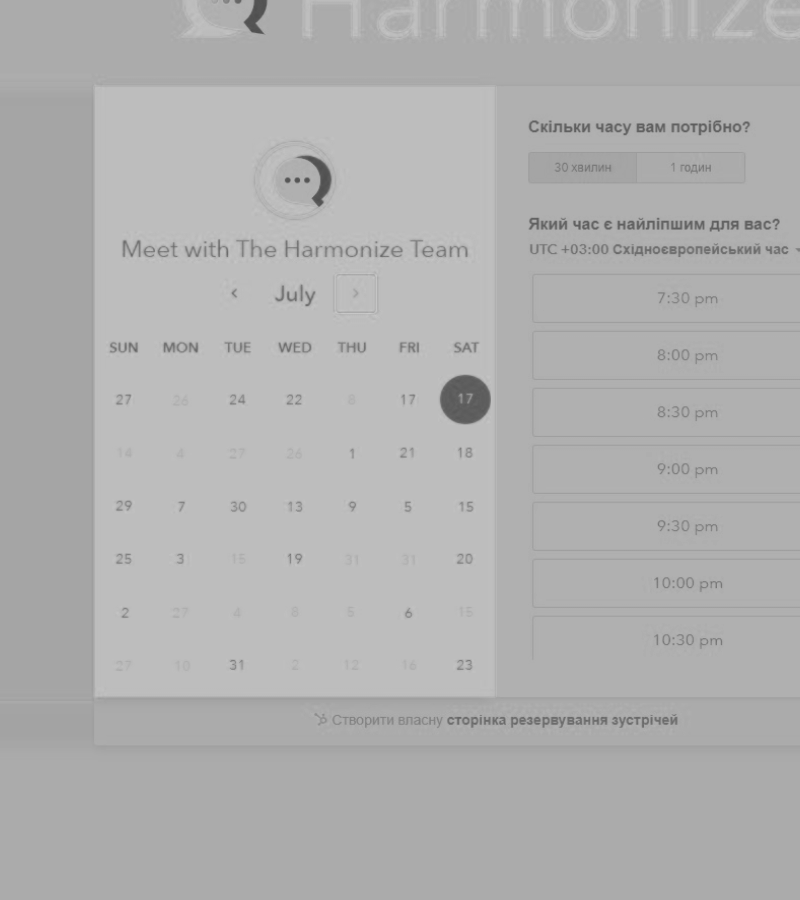 Harmonize
Meet with The Harmonize Team
July
SUN MON TUE WED THU FRI SAT
27 26 24 22 8 17 17
14 4 27 26 1 21 18
29 7 30 13 9 5 15
25 3 15 19 31 31 20
2 27 4 8 5 6 15
27 10 31 2 12 16 23
Скільки часу вам потрібно?
30 хвилин 1 годин
Який час є найліпшим для вас?
UTC +03:00 Східноєвропейський час
7:30 pm
8:00 pm
8:30 pm
9:00 pm
9:30 pm
10:00 pm
10:30 pm
Створити власну сторінка резервування зустрічей